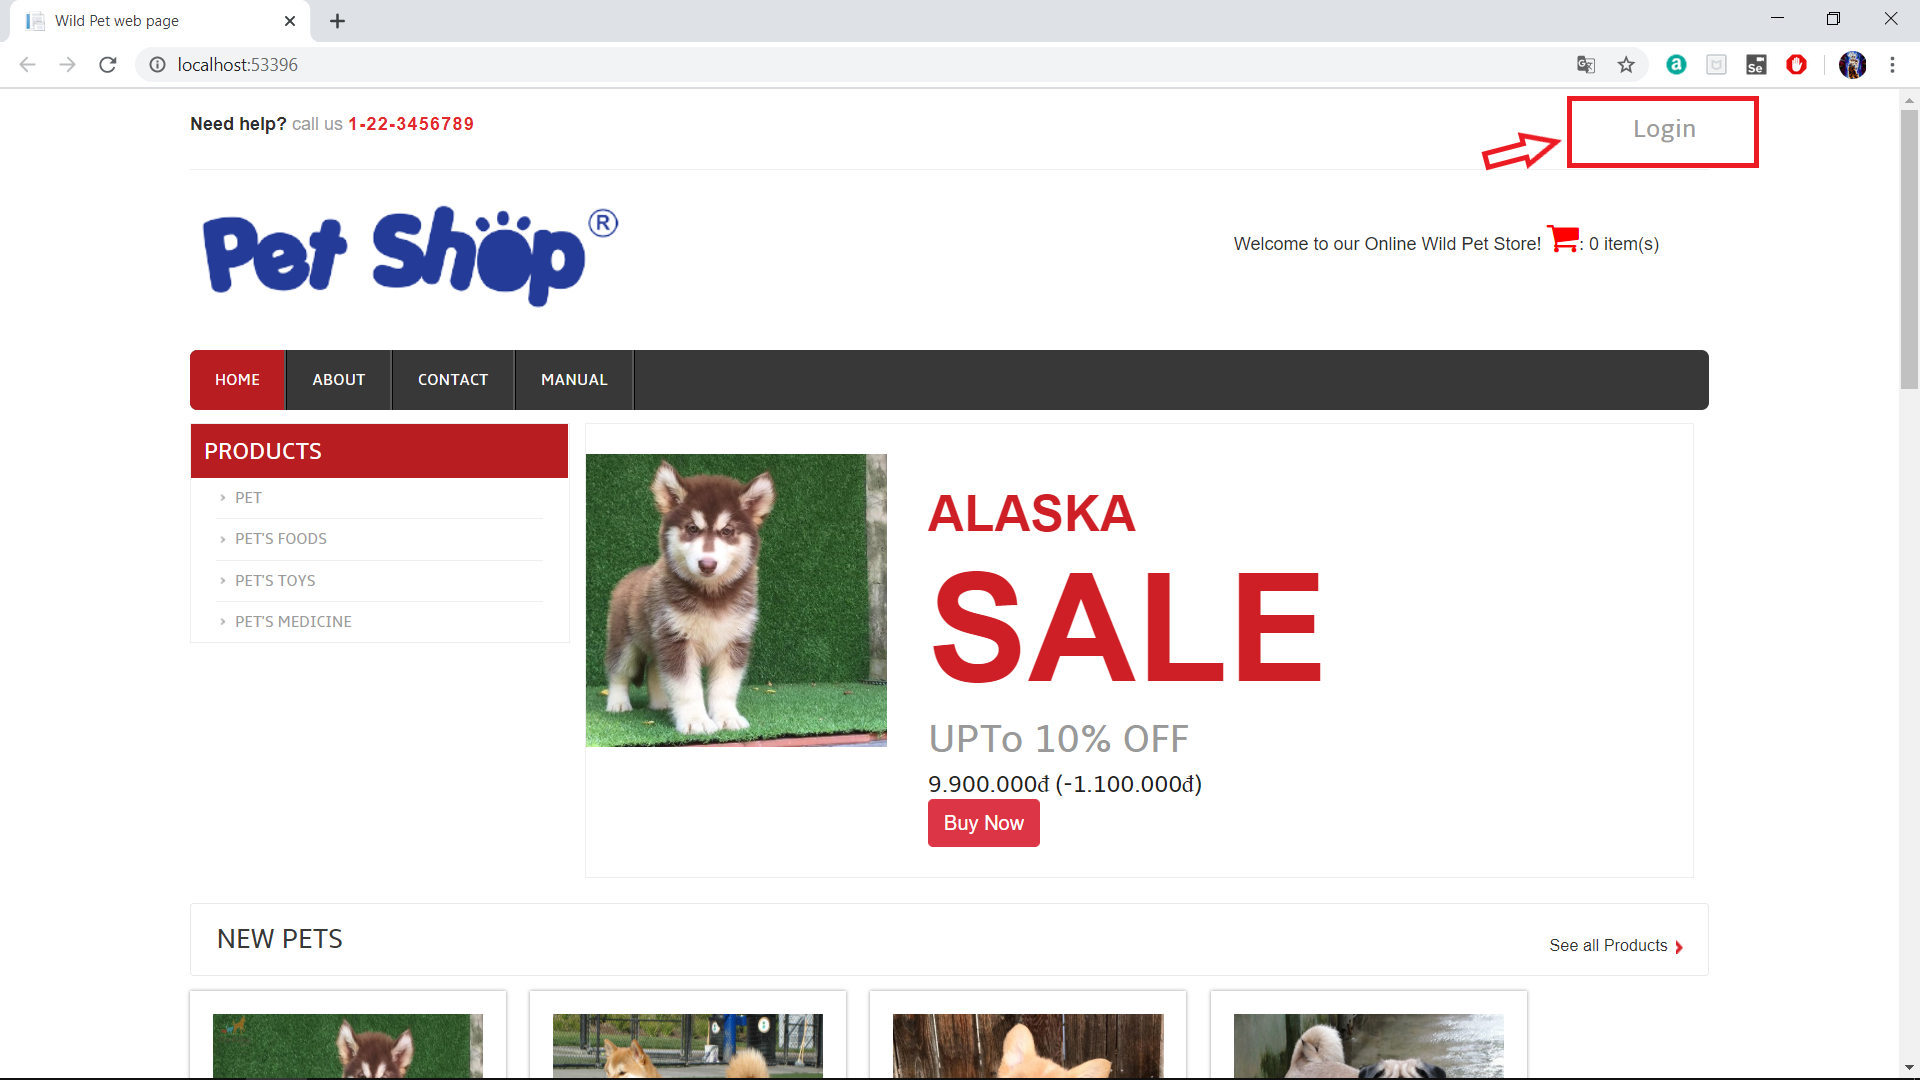 Wild Pet web page
localhost:53396
Need help? call us 1-22-3456789
Login
Pet Shop ®
Welcome to our Online Wild Pet Store! : 0 item(s)
HOME ABOUT CONTACT MANUAL
PRODUCTS
PET
PET'S FOODS
PET'S TOYS
PET'S MEDICINE
ALASKA
SALE
UPTo 10% OFF
9.900.000đ (-1.100.000đ)
Buy Now
NEW PETS
See all Products